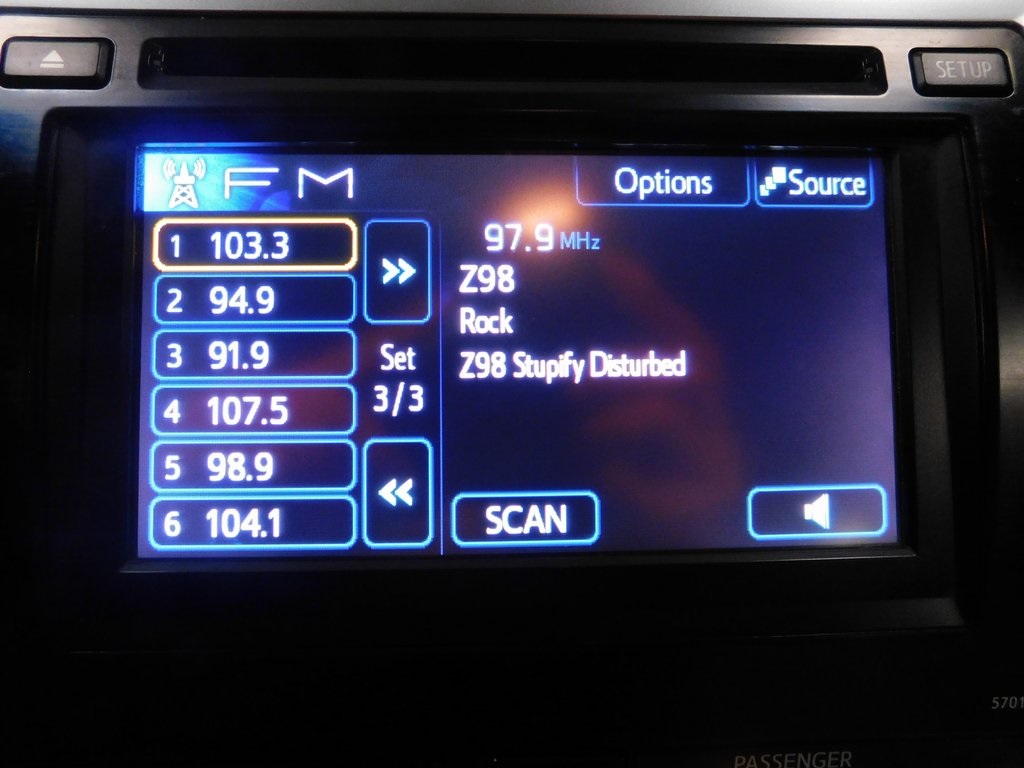 SETUP
FM
Options
Source
1 103.3
2 94.9
3 91.9
4 107.5
5 98.9
6 104.1
>>
Set
3/3
<<
97.9 MHz
Z98
Rock
Z98 Stupify Disturbed
SCAN
5701
PASSENGER